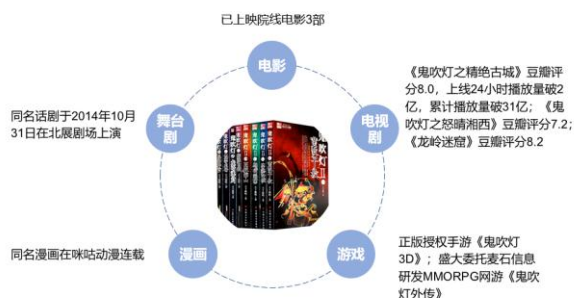 已上映院线电影3部
电影
《鬼吹灯之精绝古城》豆瓣评
分8.0，上线24小时播放量破2
亿，累计播放量破31亿；《鬼
吹灯之怒晴湘西》豆瓣评分7.2；
《龙岭迷窟》豆瓣评分8.2
电视
剧
同名话剧于2014年10月
31日在北展剧场上演
舞台
剧
鬼吹灯II
同名漫画在咪咕动漫连载
漫画
游戏
正版授权手游《鬼吹灯
3D》；盛大委托麦石信息
研发MMORPG网游《鬼吹
灯外传》